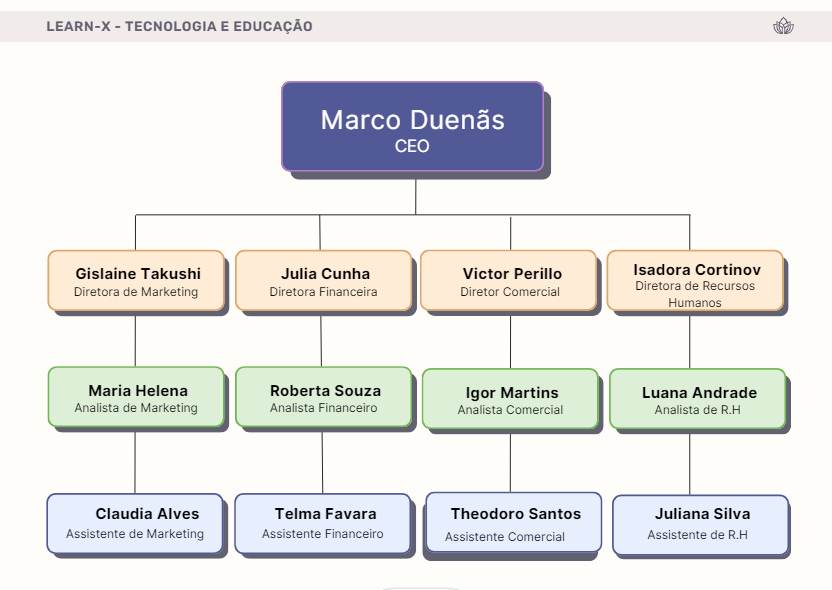 LEARN-X - TECNOLOGIA E EDUCAÇÃO
Marco Duenãs
CEO
Gislaine Takushi
Diretora de Marketing
Julia Cunha
Diretora Financeira
Victor Perillo
Diretor Comercial
Isadora Cortinov
Diretora de Recursos
Humanos
Maria Helena
Analista de Marketing
Roberta Souza
Analista Financeiro
Igor Martins
Analista Comercial
Luana Andrade
Analista de R.H
Claudia Alves
Assistente de Marketing
Telma Favara
Assistente Financeiro
Theodoro Santos
Assistente Comercial
Juliana Silva
Assistente de R.H